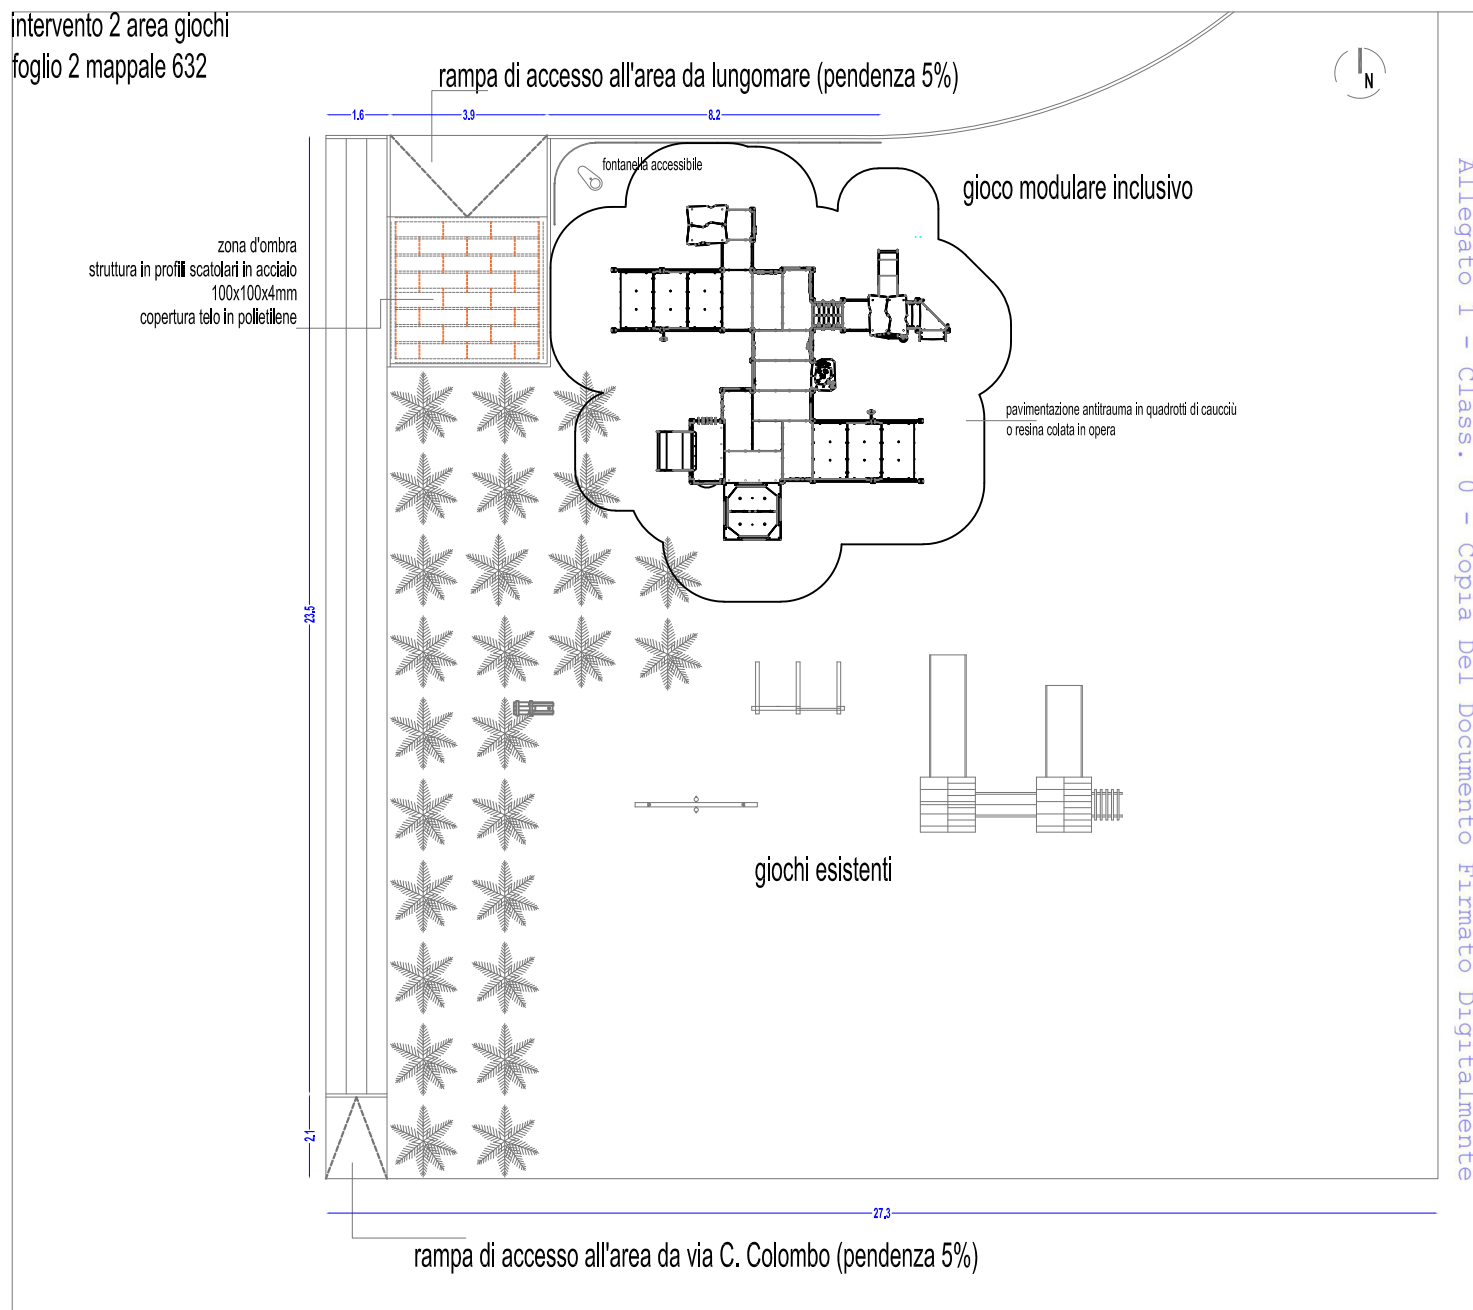 intervento 2 area giochi
foglio 2 mappale 632
rampa di accesso all'area da lungomare (pendenza 5%)
N
1.6
3.9
8.2
fontanella accessibile
gioco modulare inclusivo
zona d'ombra
struttura in profili scatolari in acciaio
100x100x4mm
copertura telo in polietilene
pavimentazione antitrauma in quadrotti di caucciù
o resina colata in opera
23.5
giochi esistenti
2.1
27.3
rampa di accesso all'area da via C. Colombo (pendenza 5%)
Allegato 1 - Class. 0 - Copia Del Documento Firmato Digitalmente